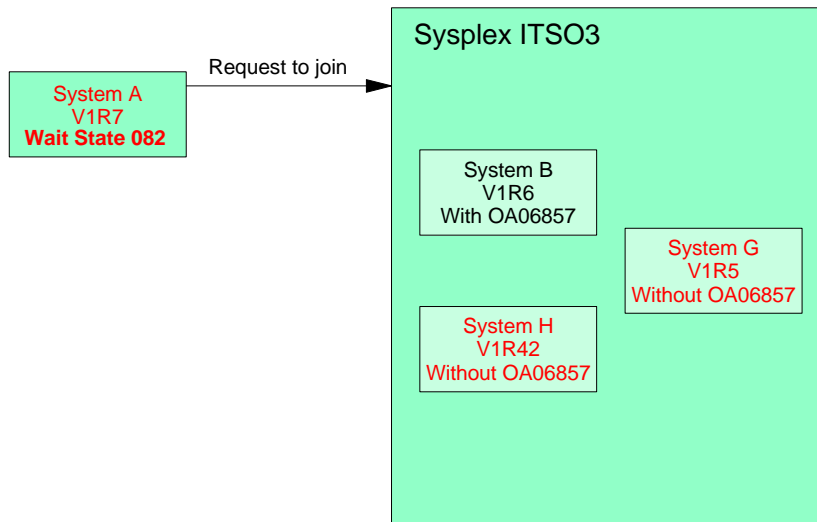 Sysplex ITSO3
Request to join
System A
V1R7
Wait State 082
System B
V1R6
With OA06857
System G
V1R5
Without OA06857
System H
V1R42
Without OA06857